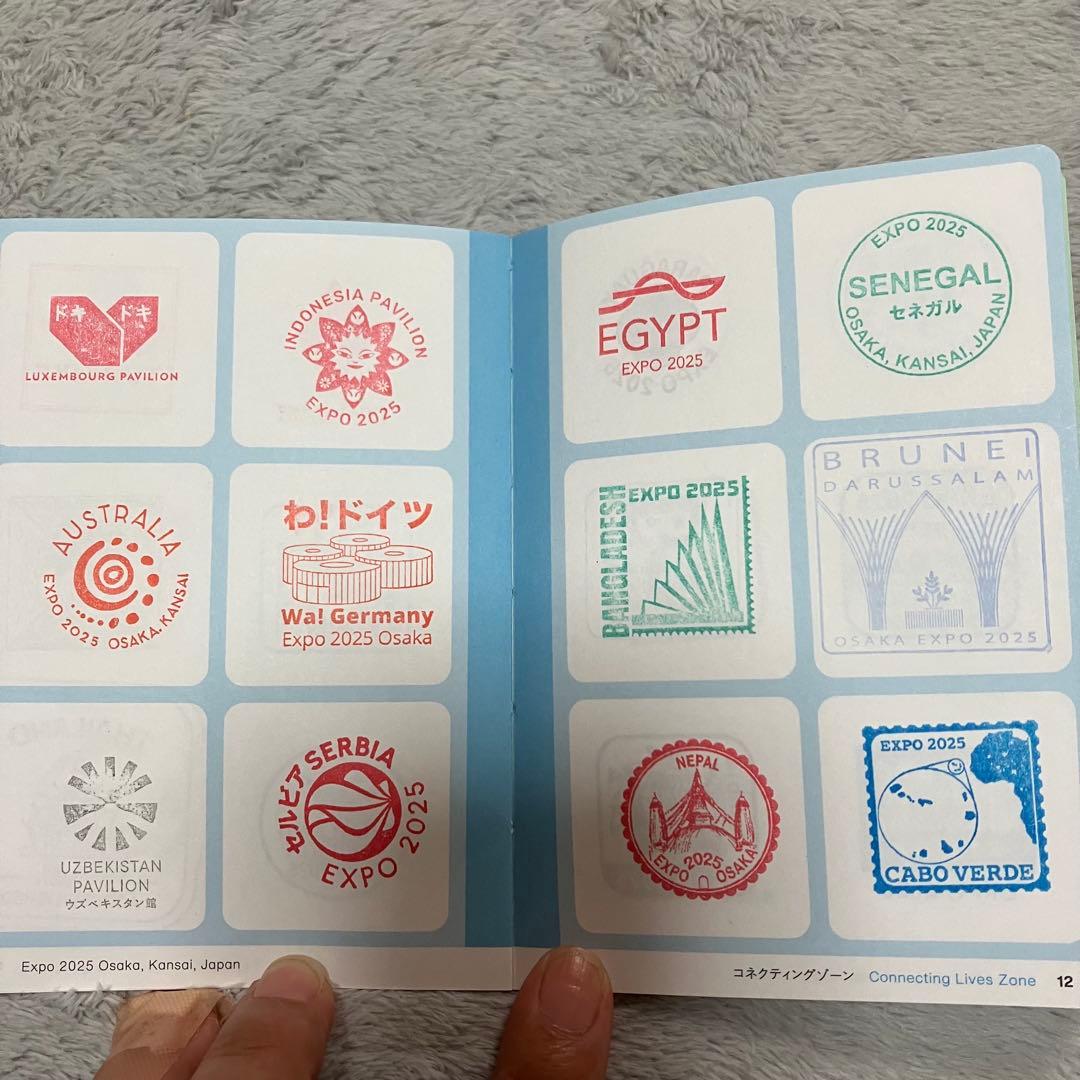 ドキ ドキ
LUXEMBOURG PAVILION
INDONESIA PAVILION
EXPO 2025
AUSTRALIA
EXPO 2025 OSAKA, KANSAI
わ!ドイツ
Wa! Germany
Expo 2025 Osaka
UZBEKISTAN
PAVILION
ウズベキスタン館
セルビア SERBIA
EXPO 2025
Expo 2025 Osaka, Kansai, Japan
EGYPT
EXPO 2025
EXPO 2025
SENEGAL
セネガル
OSAKA, KANSAI, JAPAN
BANGLADESH
EXPO 2025
BRUNEI
DARUSSALAM
OSAKA EXPO 2025
NEPAL
EXPO 2025 OSAKA
EXPO 2025
CABO VERDE
コネクティングゾーン Connecting Lives Zone 12